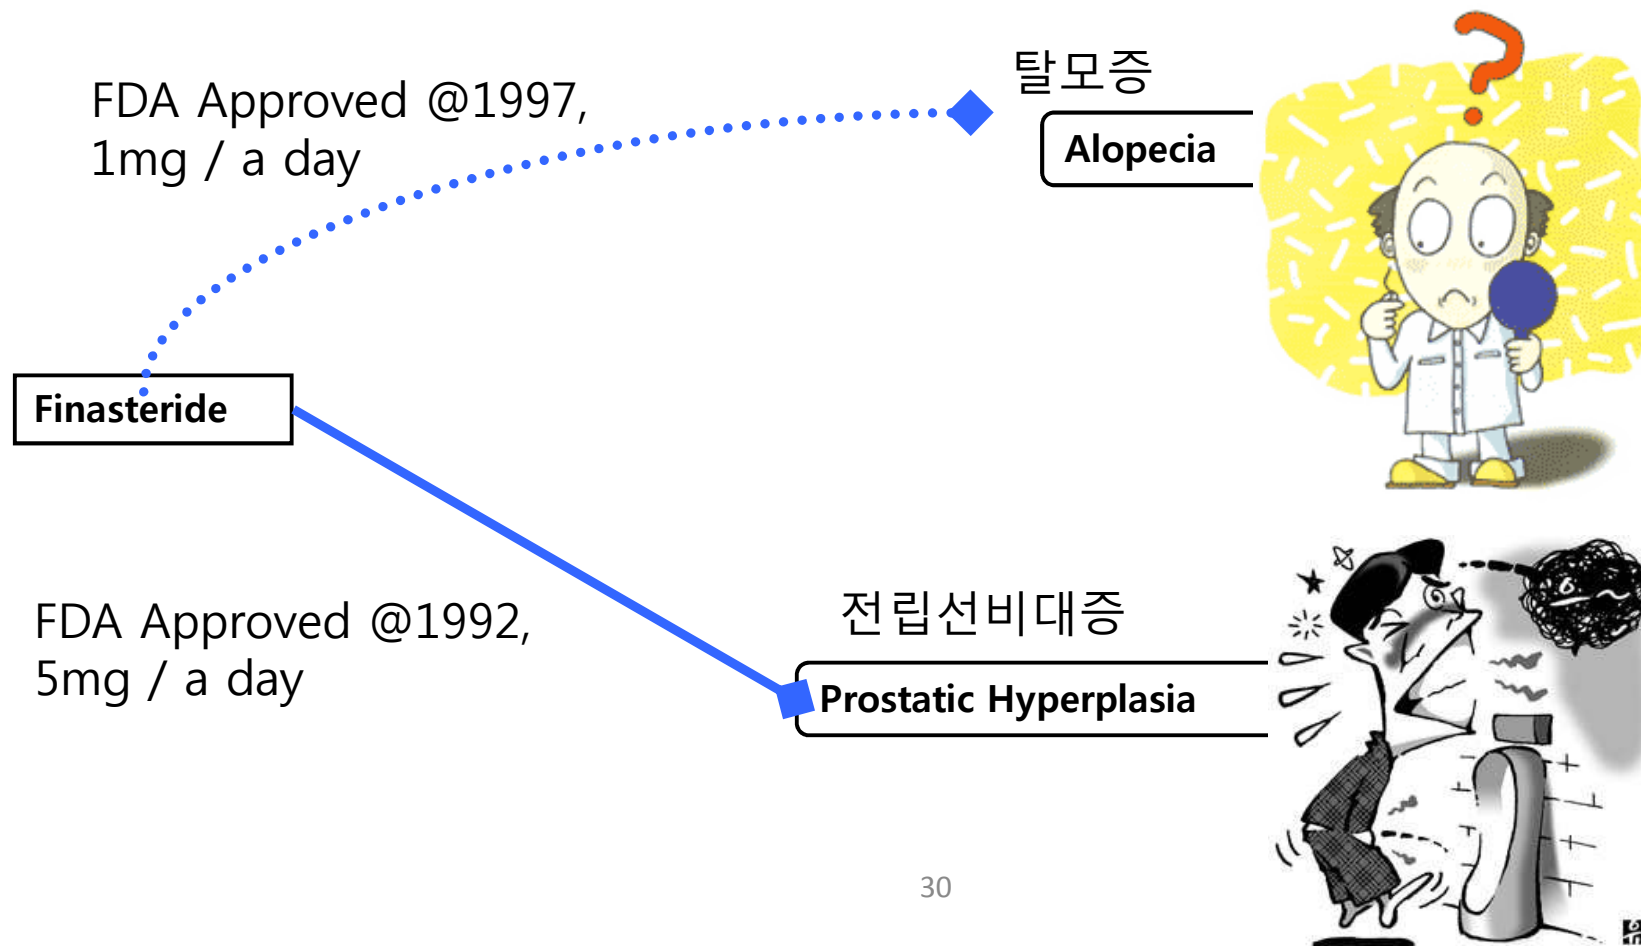 탈모증
FDA Approved @1997,
1mg / a day
Alopecia
Finasteride
FDA Approved @1992,
5mg / a day
전립선비대증
Prostatic Hyperplasia
30